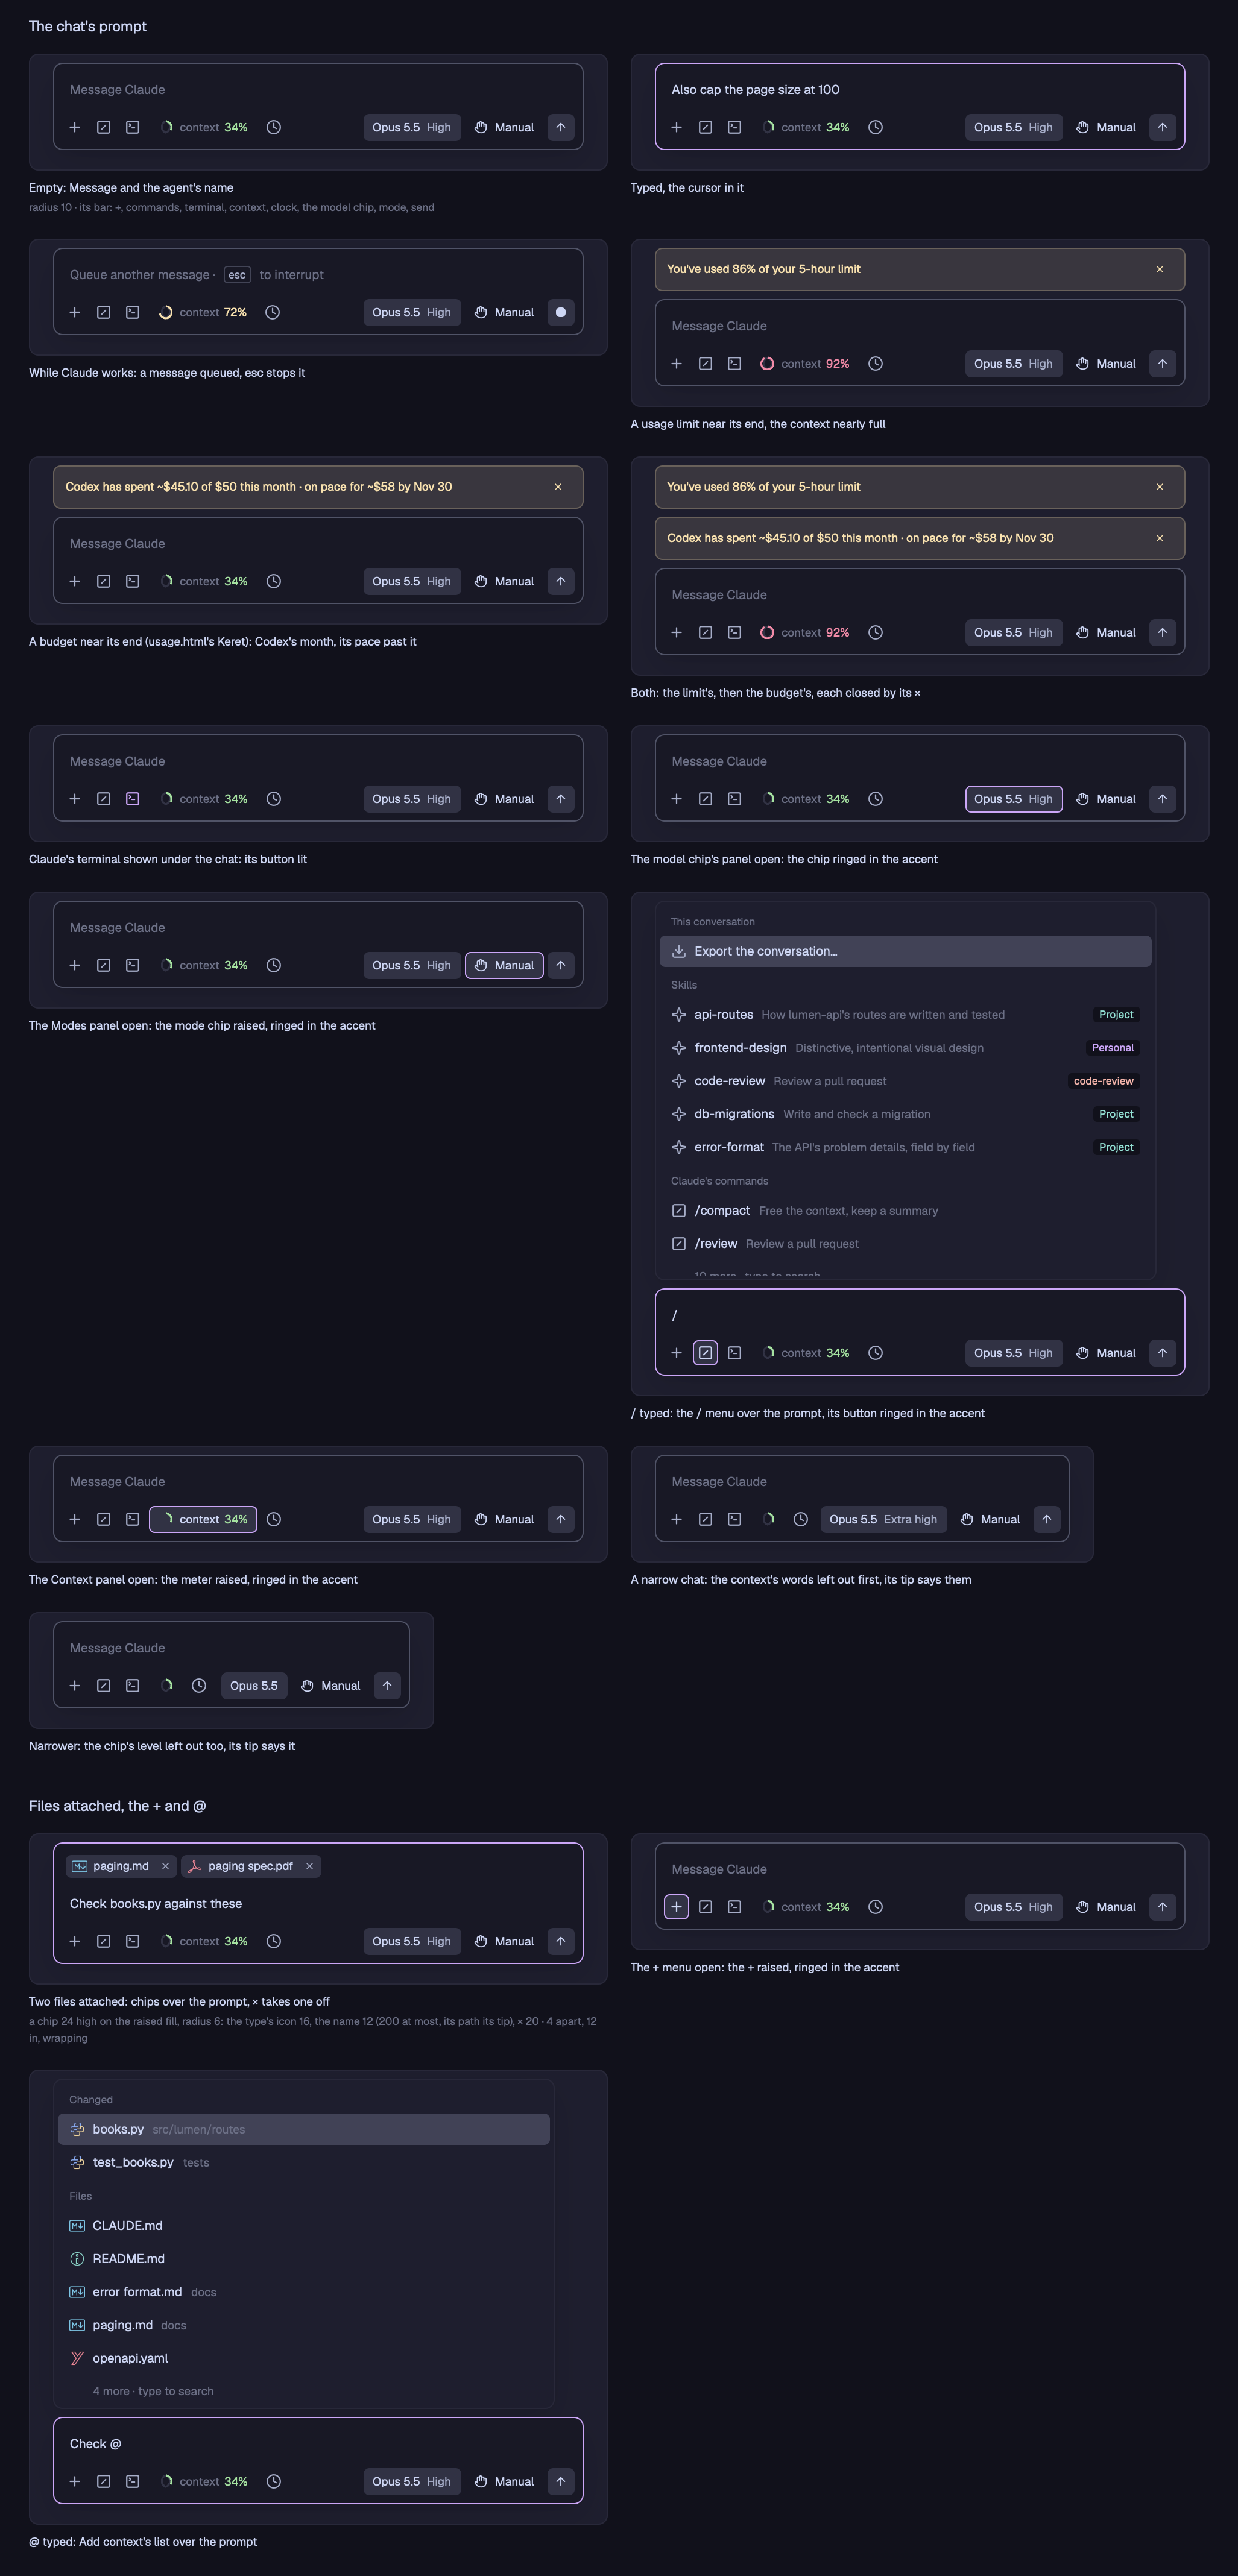 The chat's prompt
Message Claude
context 34%
Opus 5.5 High
Manual
Empty: Message and the agent's name
radius 10 · its bar: +, commands, terminal, context, clock, the model chip, mode, send
Also cap the page size at 100
context 34%
Opus 5.5 High
Manual
Typed, the cursor in it
Queue another message · esc to interrupt
context 72%
Opus 5.5 High
Manual
While Claude works: a message queued, esc stops it
You've used 86% of your 5-hour limit
Message Claude
context 92%
Opus 5.5 High
Manual
A usage limit near its end, the context nearly full
Codex has spent ~$45.10 of $50 this month · on pace for ~$58 by Nov 30
Message Claude
context 34%
Opus 5.5 High
Manual
A budget near its end (usage.html's Keret): Codex's month, its pace past it
You've used 86% of your 5-hour limit
Codex has spent ~$45.10 of $50 this month · on pace for ~$58 by Nov 30
Message Claude
context 92%
Opus 5.5 High
Manual
Both: the limit's, then the budget's, each closed by its ×
Message Claude
context 34%
Opus 5.5 High
Manual
Claude's terminal shown under the chat: its button lit
Message Claude
context 34%
Opus 5.5 High
Manual
The model chip's panel open: the chip ringed in the accent
Message Claude
context 34%
Opus 5.5 High
Manual
The Modes panel open: the mode chip raised, ringed in the accent
This conversation
Export the conversation...
Skills
api-routes How lumen-api's routes are written and tested Project
frontend-design Distinctive, intentional visual design Personal
code-review Review a pull request code-review
db-migrations Write and check a migration Project
error-format The API's problem details, field by field Project
Claude's commands
/compact Free the context, keep a summary
/review Review a pull request
/
context 34%
Opus 5.5 High
Manual
/ typed: the / menu over the prompt, its button ringed in the accent
Message Claude
context 34%
Opus 5.5 High
Manual
The Context panel open: the meter raised, ringed in the accent
Message Claude
Opus 5.5 Extra high
Manual
A narrow chat: the context's words left out first, its tip says them
Message Claude
Opus 5.5
Manual
Narrower: the chip's level left out too, its tip says it
Files attached, the + and @
paging.md × paging spec.pdf ×
Check books.py against these
context 34%
Opus 5.5 High
Manual
Two files attached: chips over the prompt, × takes one off
a chip 24 high on the raised fill, radius 6: the type's icon 16, the name 12 (200 at most, its path its tip), × 20 · 4 apart, 12
in, wrapping
Message Claude
context 34%
Opus 5.5 High
Manual
The + menu open: the + raised, ringed in the accent
Changed
books.py src/lumen/routes
test_books.py tests
Files
CLAUDE.md
README.md
error format.md docs
paging.md docs
openapi.yaml
4 more · type to search
Check @
context 34%
Opus 5.5 High
Manual
@ typed: Add context's list over the prompt